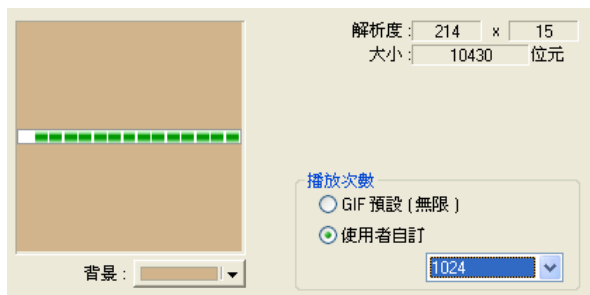 解析度: 214 x 15
大小: 10430 位元
播放次數
GIF 預設 ( 無限 )
使用者自訂
1024
背景: